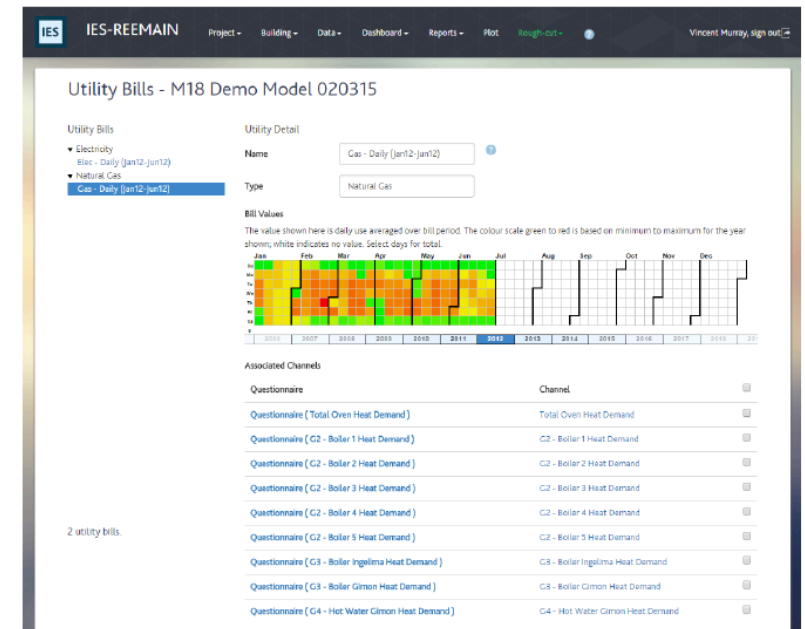 IES IES-REEMAIN Project Building Data Dashboard Reports Plot Rough-cut ? Vincent Murray, sign out
Utility Bills - M18 Demo Model 020315
Utility Bills
Electricity
Elec - Daily (Jan12-Jun12)
Natural Gas
Gas - Daily (Jan12-Jun12)
2 utility bills.
Utility Detail
Name Gas - Daily (Jan12-Jun12) ?
Type Natural Gas
Bill Values
The value shown here is daily use averaged over bill period. The colour scale green to red is based on minimum to maximum for the year
shown; white indicates no value. Select days for total.
Jan Feb Mar Apr May Jun Jul Aug Sep Oct Nov Dec
Su
Mo
Tu
We
Th
Fr
Sa
2006 2007 2008 2009 2010 2011 2012 2013 2014 2015 2016 2017 2018
Associated Channels
Questionnaire Channel
Questionnaire ( Total Oven Heat Demand ) Total Oven Heat Demand
Questionnaire ( G2 - Boiler 1 Heat Demand ) G2 - Boiler 1 Heat Demand
Questionnaire ( G2 - Boiler 2 Heat Demand ) G2 - Boiler 2 Heat Demand
Questionnaire ( G2 - Boiler 3 Heat Demand ) G2 - Boiler 3 Heat Demand
Questionnaire ( G2 - Boiler 4 Heat Demand ) G2 - Boiler 4 Heat Demand
Questionnaire ( G2 - Boiler 5 Heat Demand ) G2 - Boiler 5 Heat Demand
Questionnaire ( G3 - Boiler Ingelima Heat Demand ) G3 - Boiler Ingelima Heat Demand
Questionnaire ( G3 - Boiler Gimon Heat Demand ) G3 - Boiler Gimon Heat Demand
Questionnaire ( G4 - Hot Water Gimon Heat Demand ) G4 - Hot Water Gimon Heat Demand